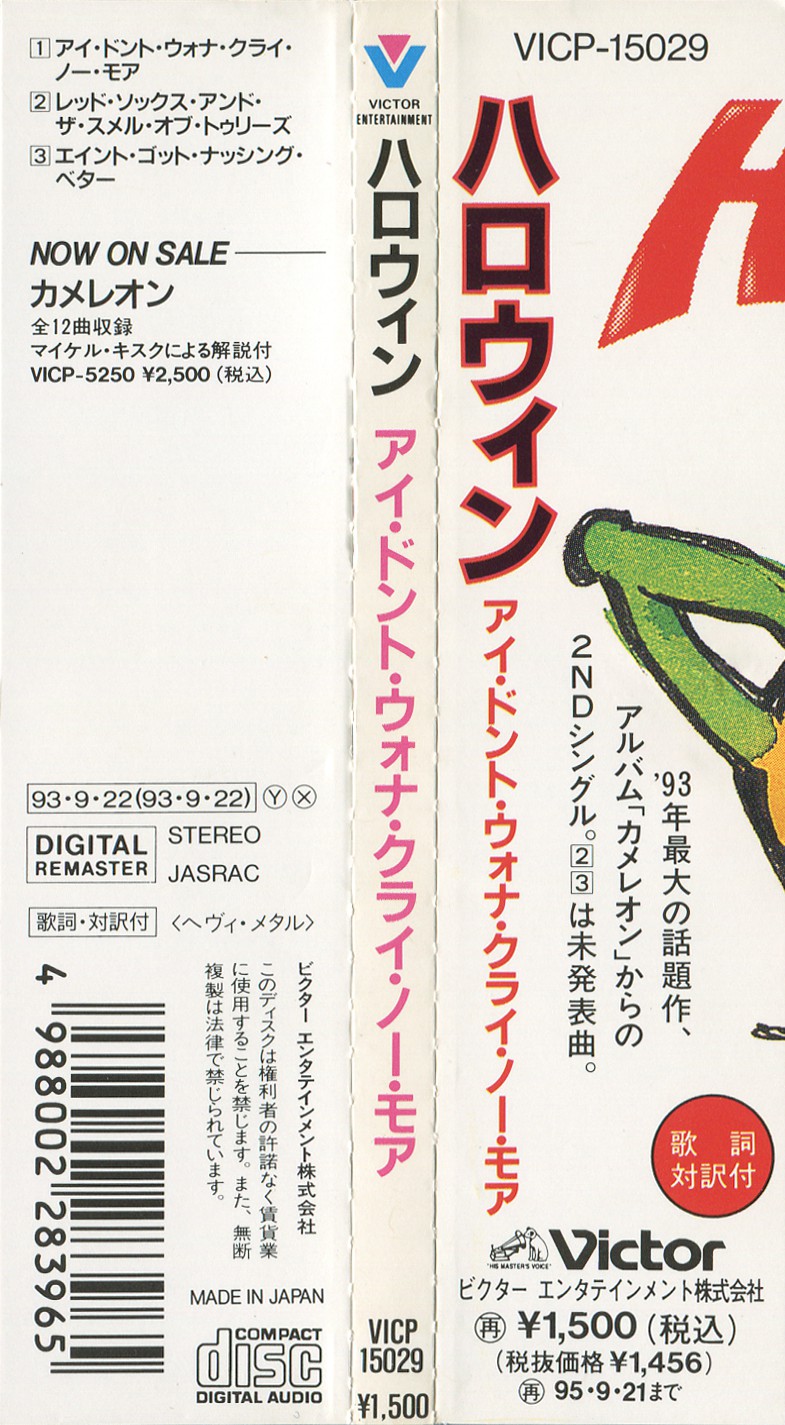 1 アイ・ドント・ウォナ・クライ・
ノー・モア
2 レッド・ソックス・アンド・
ザ・スメル・オブ・トゥリーズ
3 エイント・ゴット・ナッシング・
ベター
NOW ON SALE
カメレオン
全12曲収録
マイケル・キスクによる解説付
VICP-5250 ¥2,500（税込）
93・9・22(93・9・22) Ⓨ Ⓧ
DIGITAL
REMASTER
STEREO
JASRAC
歌詞・対訳付 〈ヘヴィ・メタル〉
ビクター エンタテインメント株式会社
このディスクは権利者の許諾なく賃貸業
に使用することを禁じます。また、無断
複製は法律で禁じられています。
4 988002 283965
MADE IN JAPAN
COMPACT
disc
DIGITAL AUDIO
VICTOR
ENTERTAINMENT
ハロウィン
アイ・ドント・ウォナ・クライ・ノー・モア
VICP
15029
¥1,500
VICP-15029
ハロウィン
アイ・ドント・ウォナ・クライ・ノー・モア
'93年最大の話題作、
アルバム「カメレオン」からの
2NDシングル。2 3は未発表曲。
歌詞
対訳付
"HIS MASTER'S VOICE"
Victor
ビクター エンタテインメント株式会社
再 ¥1,500（税込）
（税抜価格¥1,456）
再 95・9・21まで